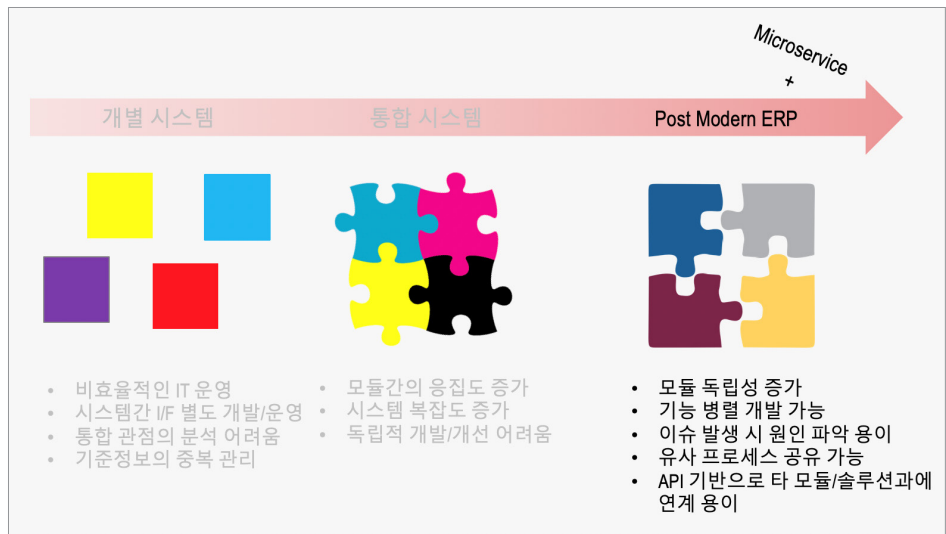 Microservice
+
개별 시스템
통합 시스템
Post Modern ERP
• 비효율적인 IT 운영
• 시스템간 I/F 별도 개발/운영
• 통합 관점의 분석 어려움
• 기준정보의 중복 관리
• 모듈간의 응집도 증가
• 시스템 복잡도 증가
• 독립적 개발/개선 어려움
• 모듈 독립성 증가
• 기능 병렬 개발 가능
• 이슈 발생 시 원인 파악 용이
• 유사 프로세스 공유 가능
• API 기반으로 타 모듈/솔루션과에
연계 용이